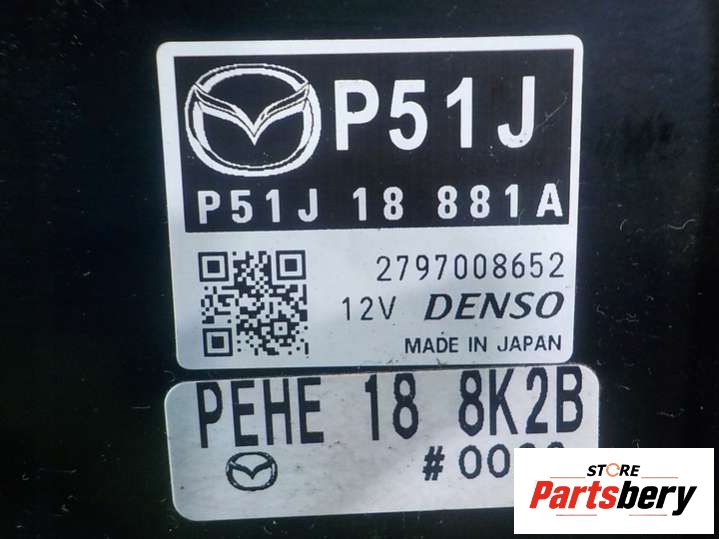 P51J
P51J 18 881A
2797008652
12V DENSO
MADE IN JAPAN
PEHE 18 8K2B
STORE
Partsbery